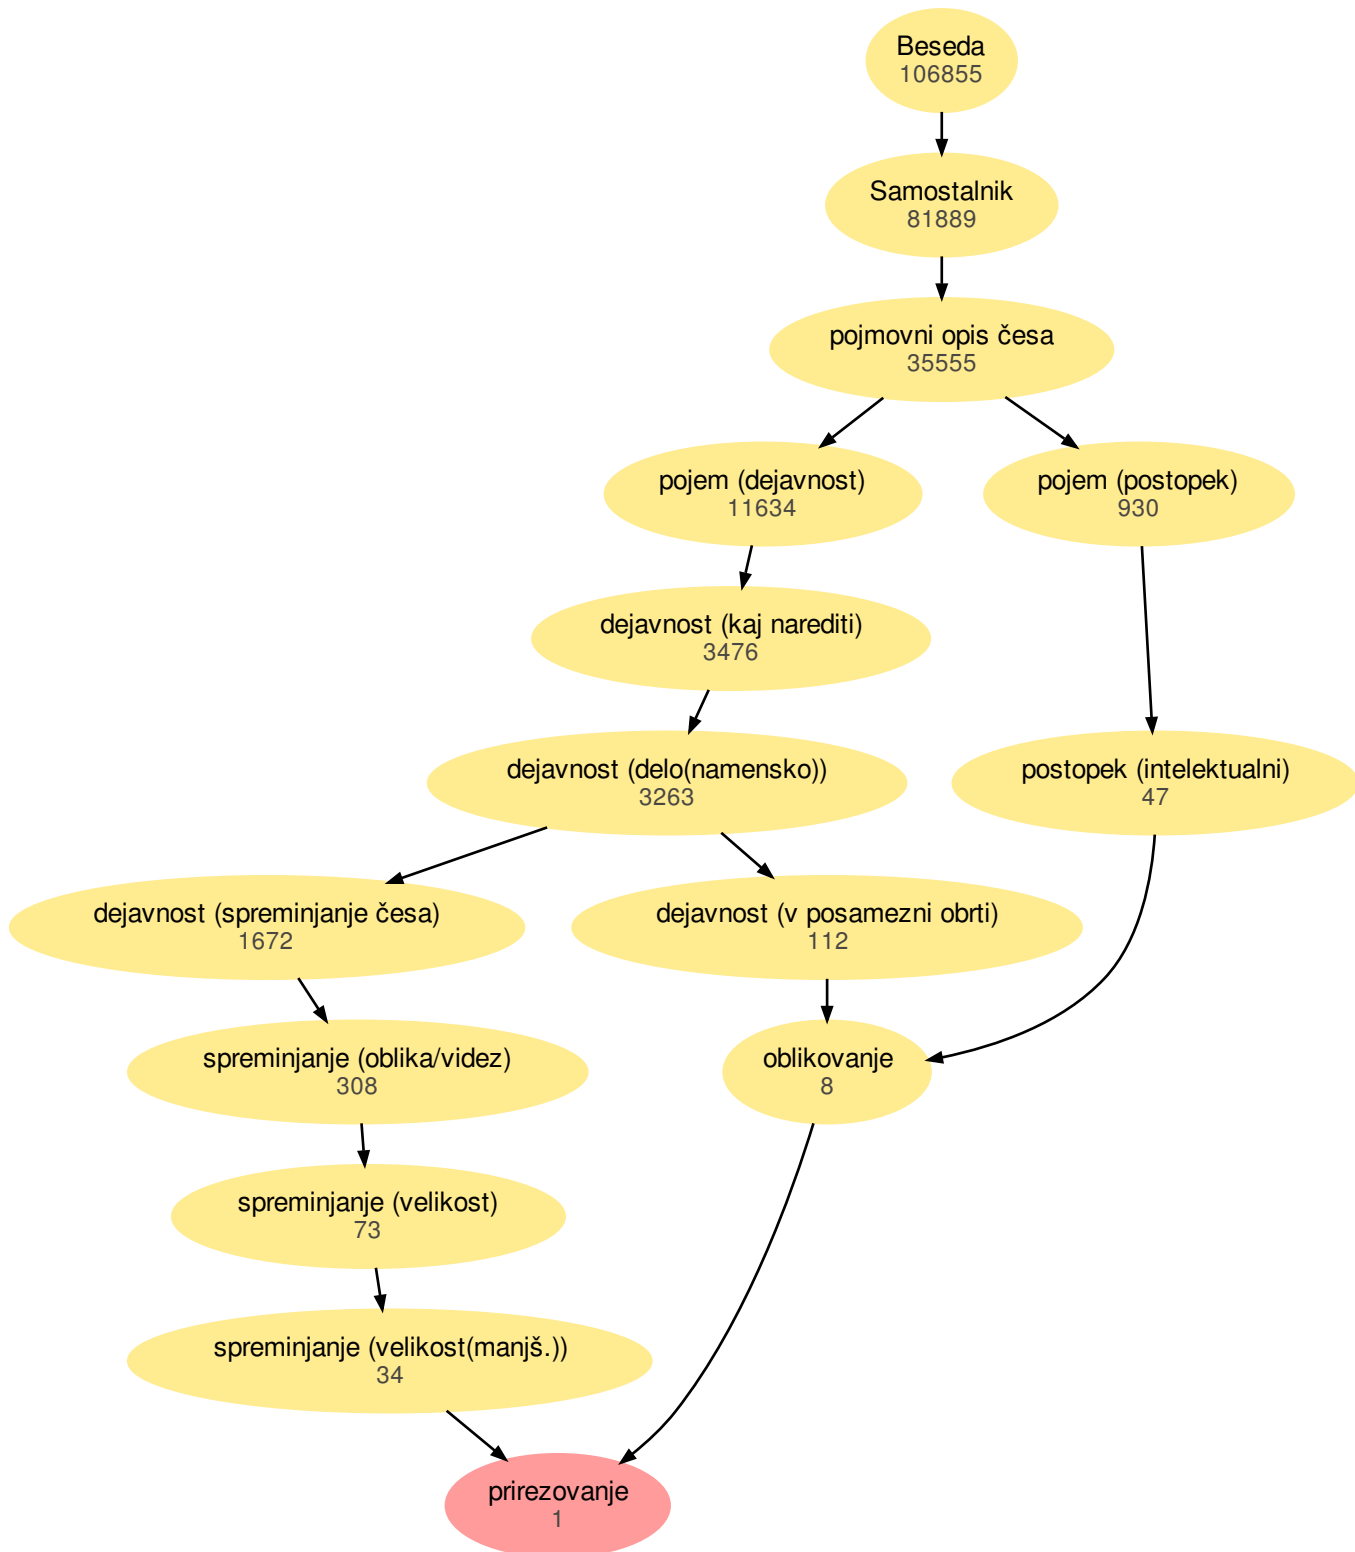 Beseda
106855
Samostalnik
81889
pojmovni opis česa
35555
pojem (dejavnost)
11634
pojem (postopek)
930
dejavnost (kaj narediti)
3476
dejavnost (delo(namensko))
3263
postopek (intelektualni)
47
dejavnost (spreminjanje česa)
1672
dejavnost (v posamezni obrti)
112
spreminjanje (oblika/videz)
308
oblikovanje
8
spreminjanje (velikost)
73
spreminjanje (velikost(manjš.))
34
prirezovanje
1